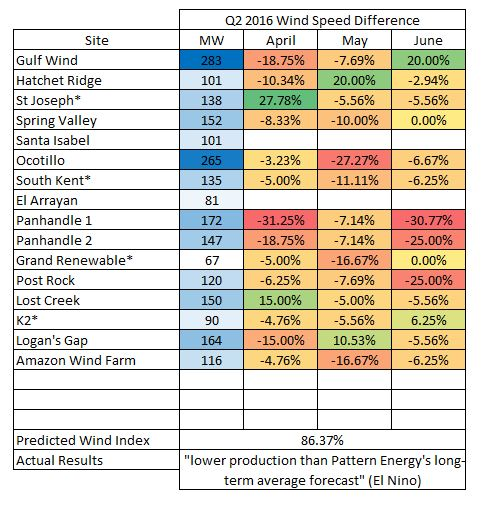 Q2 2016 Wind Speed Difference
Site MW April May June
Gulf Wind 283 -18.75% -7.69% 20.00%
Hatchet Ridge 101 -10.34% 20.00% -2.94%
St Joseph* 138 27.78% -5.56% -5.56%
Spring Valley 152 -8.33% -10.00% 0.00%
Santa Isabel 101
Ocotillo 265 -3.23% -27.27% -6.67%
South Kent* 135 -5.00% -11.11% -6.25%
El Arrayan 81
Panhandle 1 172 -31.25% -7.14% -30.77%
Panhandle 2 147 -18.75% -7.14% -25.00%
Grand Renewable* 67 -5.00% -16.67% 0.00%
Post Rock 120 -6.25% -7.69% -25.00%
Lost Creek 150 15.00% -5.00% -5.56%
K2* 90 -4.76% -5.56% 6.25%
Logan's Gap 164 -15.00% 10.53% -5.56%
Amazon Wind Farm 116 -4.76% -16.67% -6.25%
Predicted Wind Index 86.37%
Actual Results "lower production than Pattern Energy's long-
term average forecast" (El Nino)